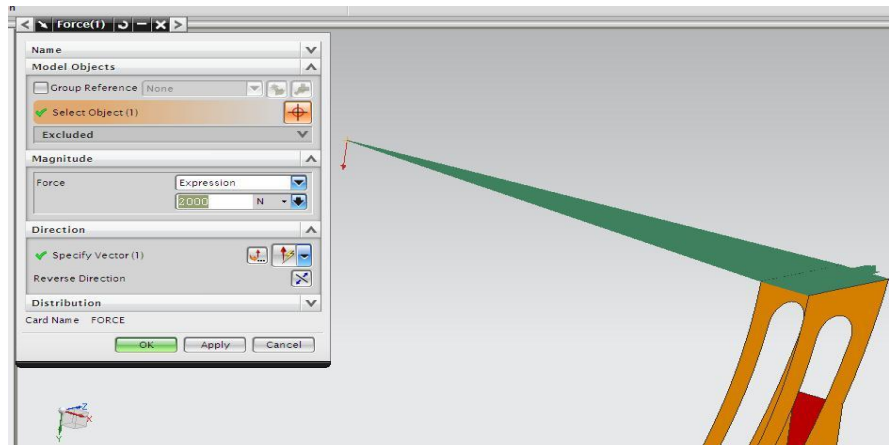 Force(1)
Name
Model Objects
Group Reference None
Select Object (1)
Excluded
Magnitude
Force Expression
2000 N
Direction
Specify Vector (1)
Reverse Direction
Distribution
Card Name FORCE
OK Apply Cancel
Z
X
Y